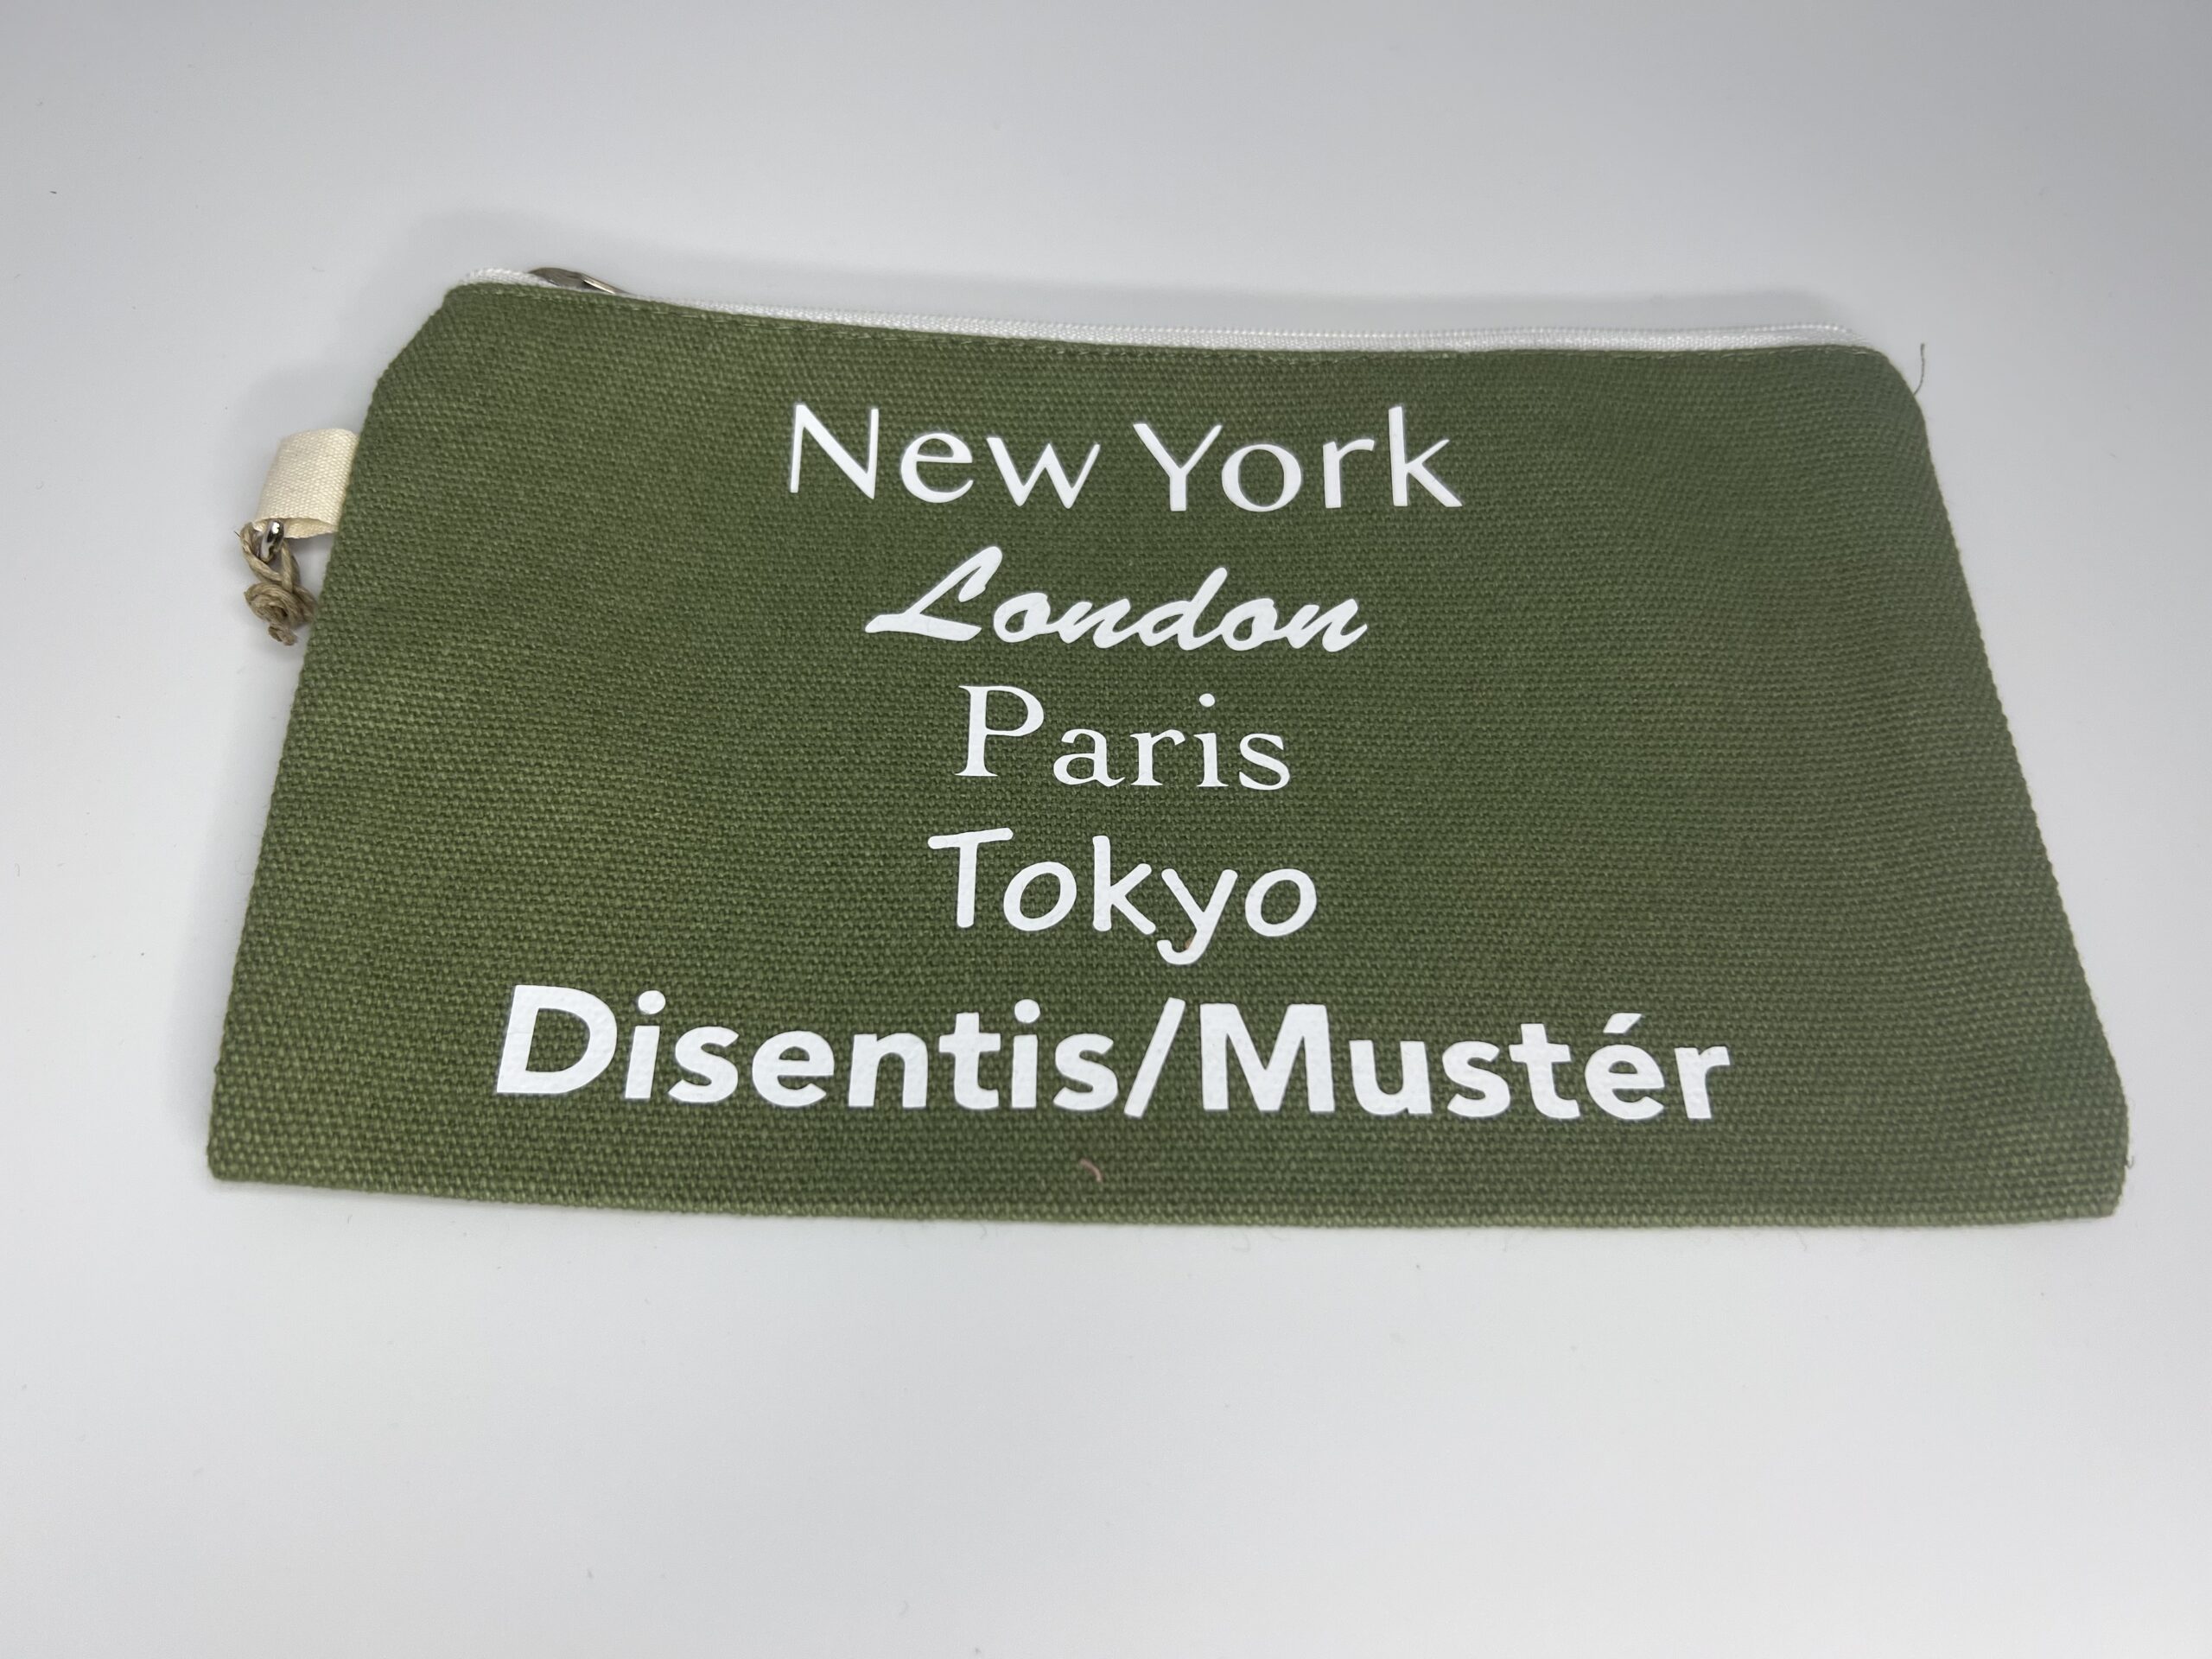 New York
London
Paris
Tokyo
Disentis/Mustér